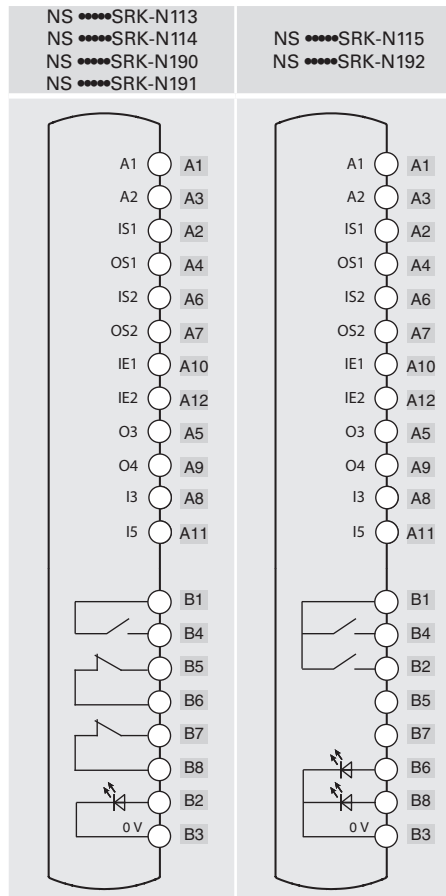 NS •••••SRK-N113
NS •••••SRK-N114
NS •••••SRK-N190
NS •••••SRK-N191
NS •••••SRK-N115
NS •••••SRK-N192
A1 A1
A2 A3
IS1 A2
OS1 A4
IS2 A6
OS2 A7
IE1 A10
IE2 A12
O3 A5
O4 A9
I3 A8
I5 A11
B1
B4
B5
B6
B7
B8
B2
0 V B3
A1 A1
A2 A3
IS1 A2
OS1 A4
IS2 A6
OS2 A7
IE1 A10
IE2 A12
O3 A5
O4 A9
I3 A8
I5 A11
B1
B4
B2
B5
B7
B6
B8
0 V B3